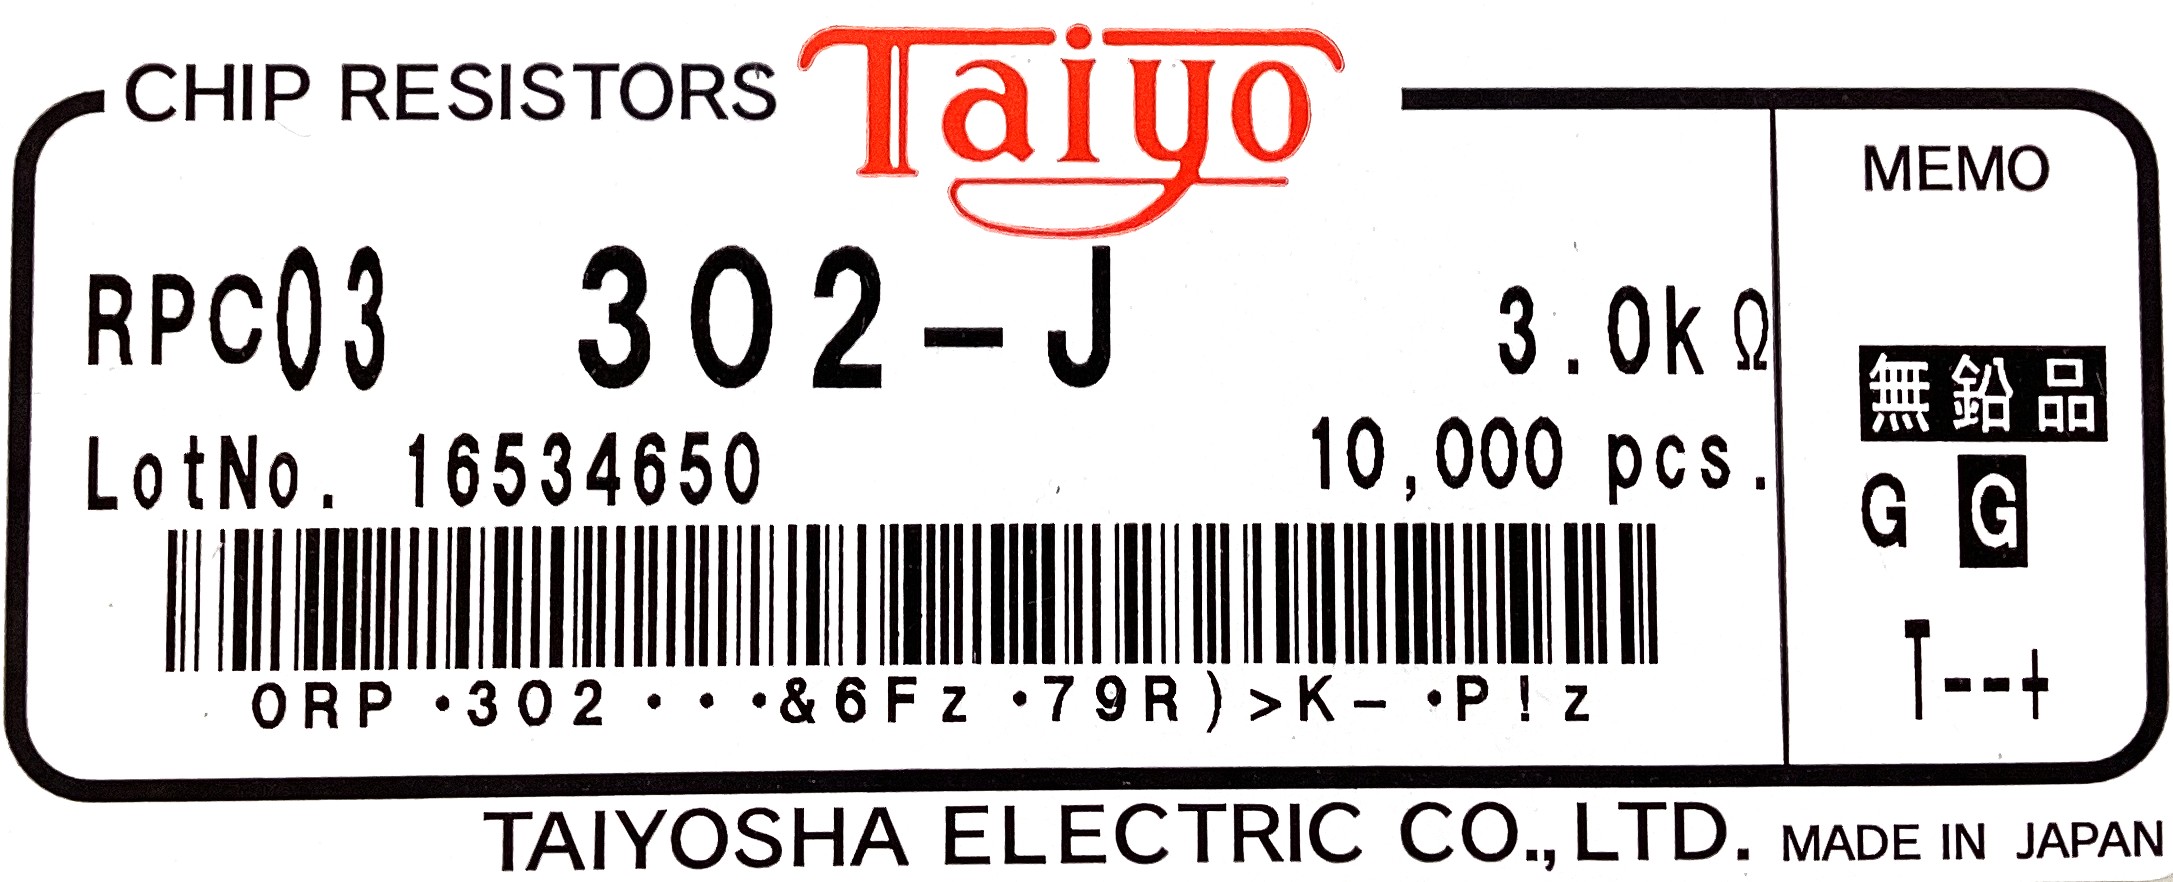 CHIP RESISTORS Taiyo
MEMO
RPC03 302-J 3.0kΩ
LotNo. 16534650 10,000 pcs.
ORP・302・・・&6Fz・79R)>K-・P!z
無鉛品
G G
T--+
TAIYOSHA ELECTRIC CO.,LTD. MADE IN JAPAN